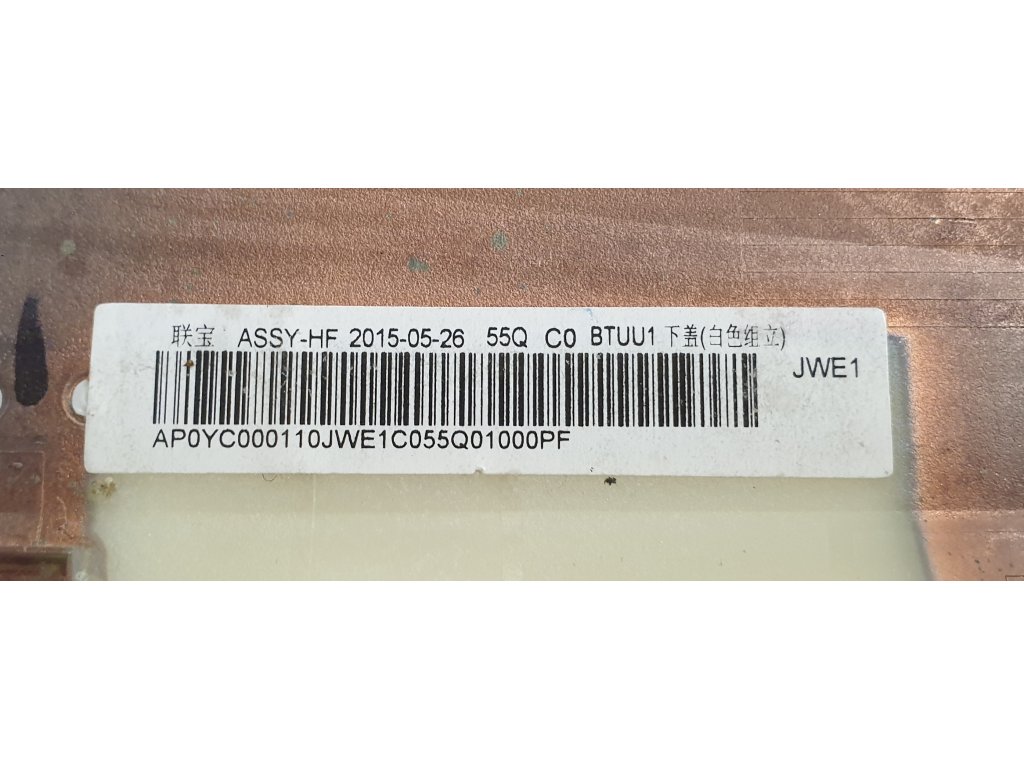 联宝 ASSY-HF 2015-05-26 55Q C0 BTUU1 下盖(白色组立)
JWE1
AP0YC000110JWE1C055Q01000PF